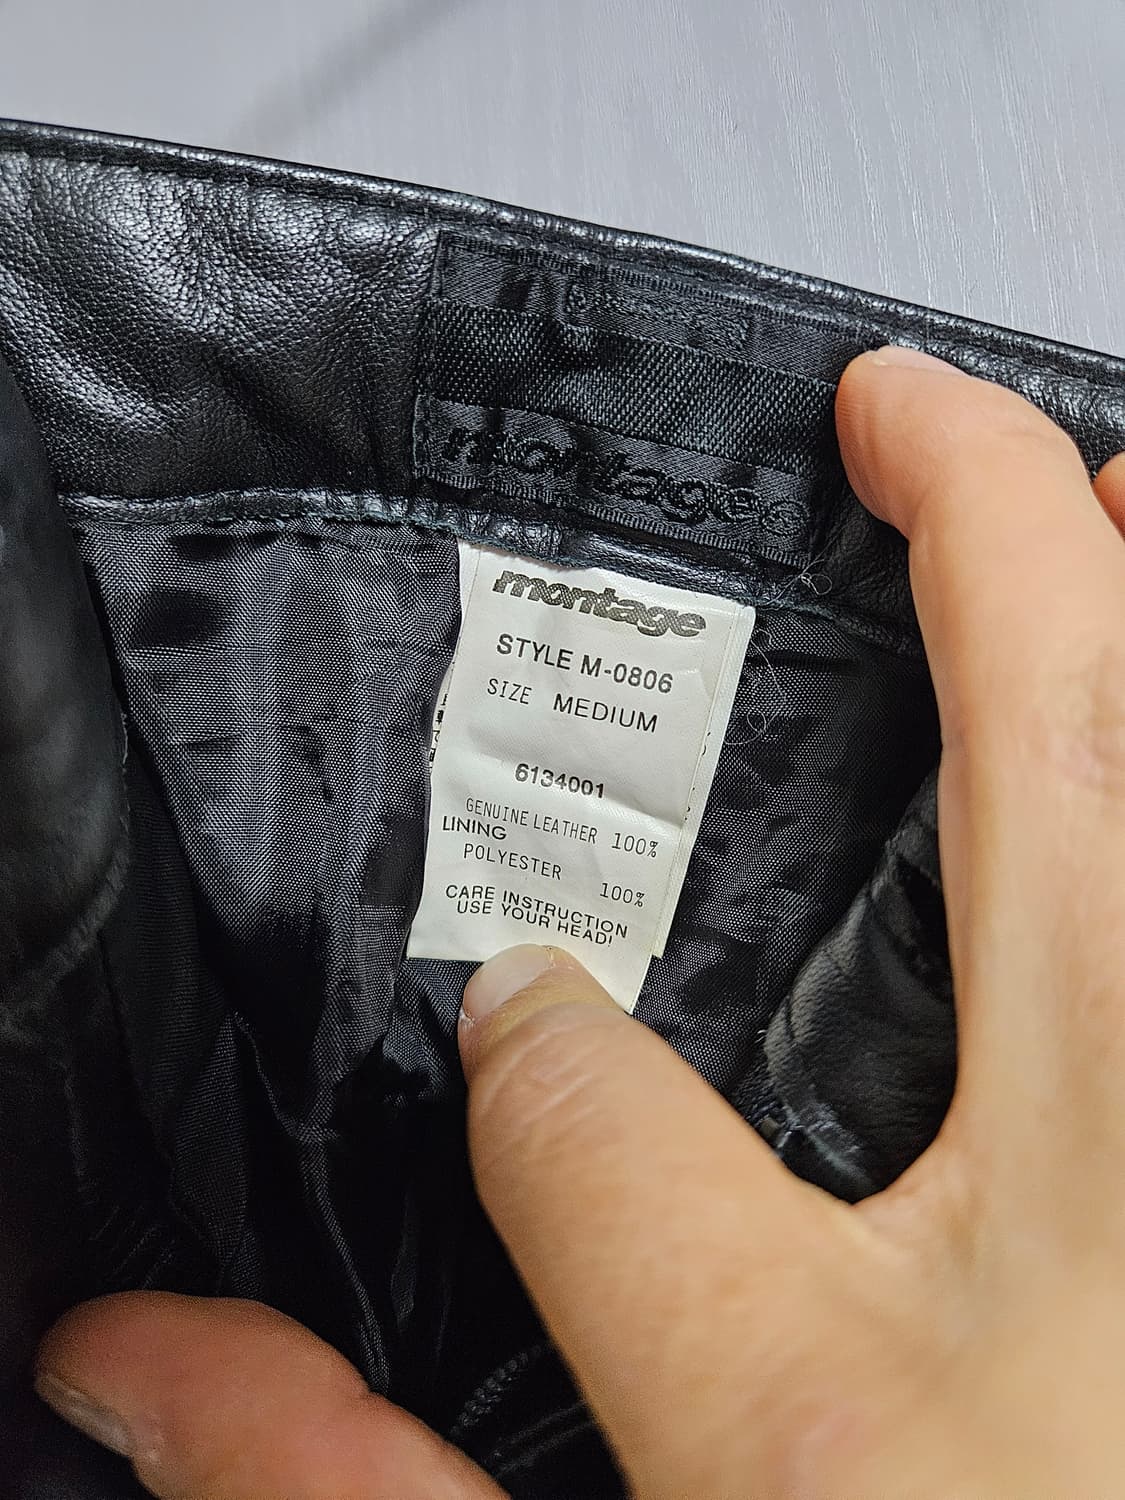 montage
montage
STYLE M-0806
SIZE MEDIUM
6134001
GENUINE LEATHER 100%
LINING
POLYESTER 100%
CARE INSTRUCTION
USE YOUR HEAD!